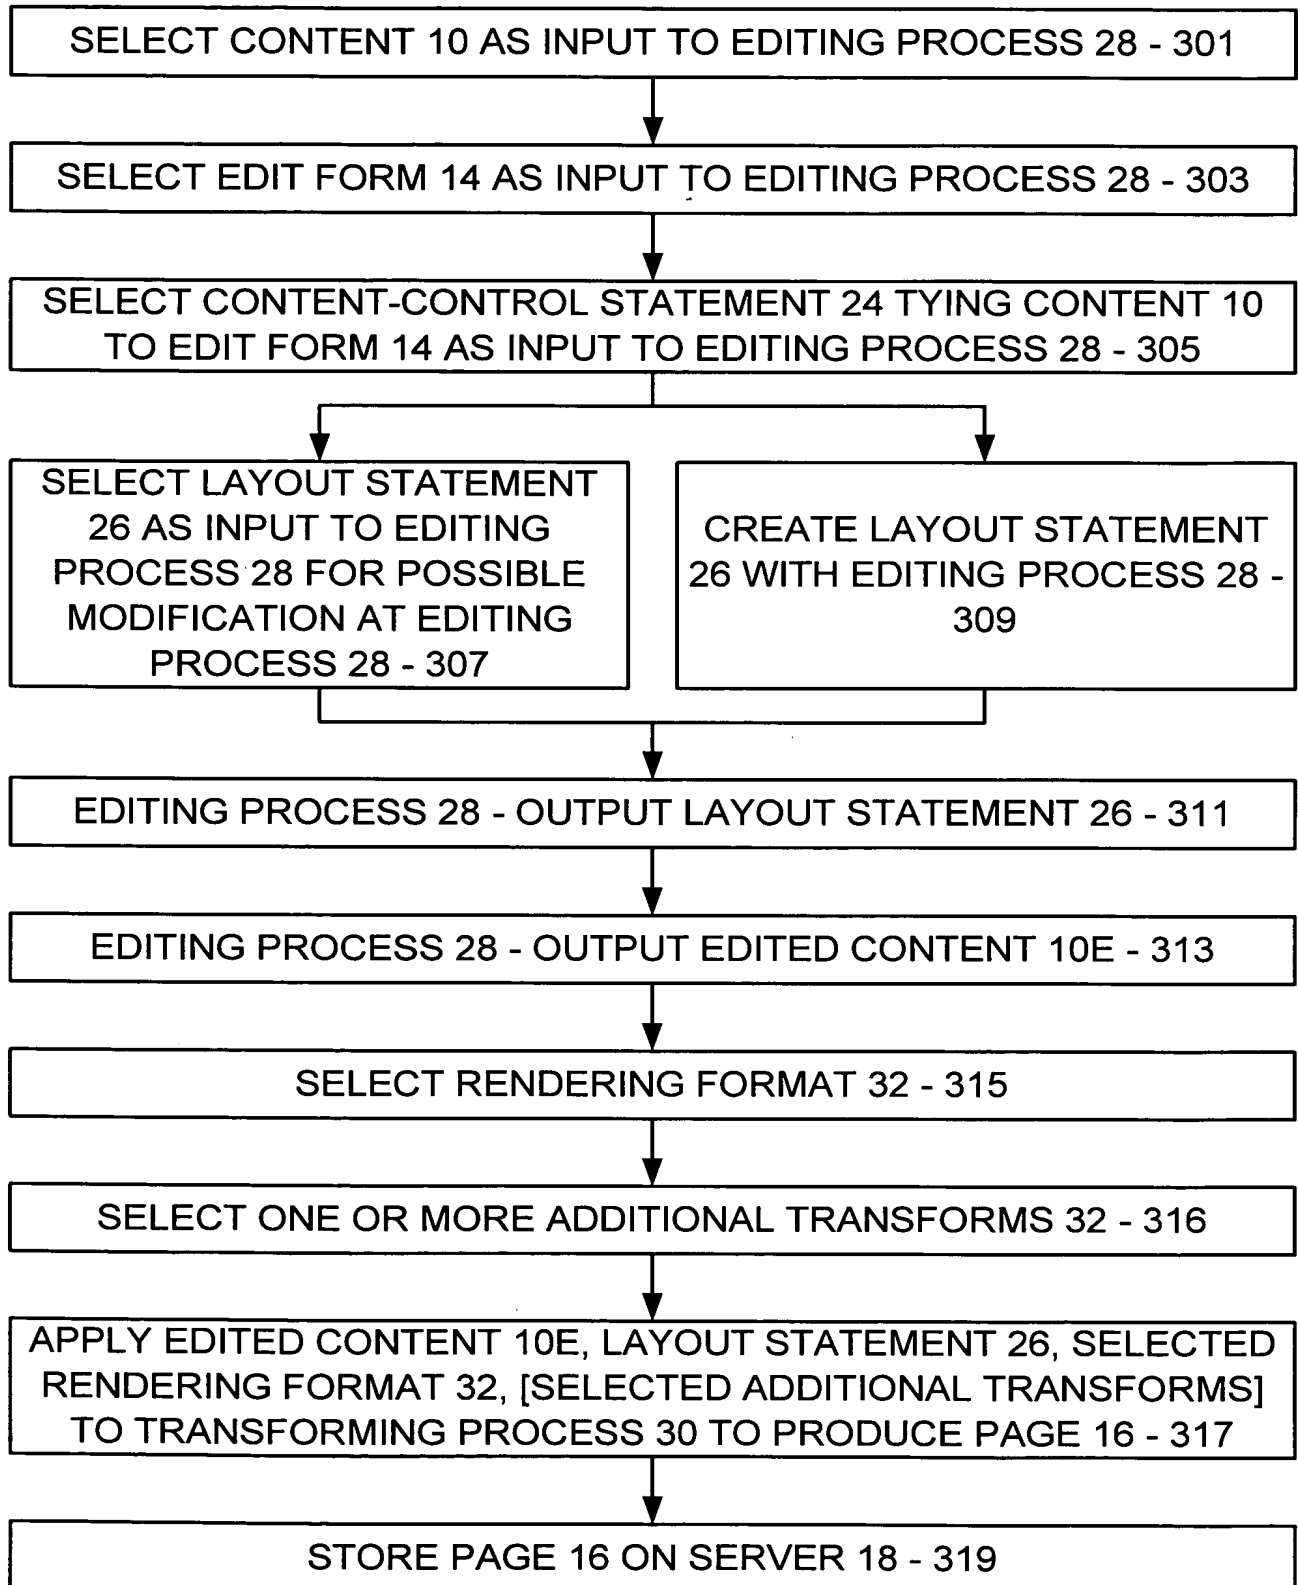 SELECT CONTENT 10 AS INPUT TO EDITING PROCESS 28 - 301
SELECT EDIT FORM 14 AS INPUT TO EDITING PROCESS 28 - 303
SELECT CONTENT-CONTROL STATEMENT 24 TYING CONTENT 10
TO EDIT FORM 14 AS INPUT TO EDITING PROCESS 28 - 305
SELECT LAYOUT STATEMENT
26 AS INPUT TO EDITING
PROCESS 28 FOR POSSIBLE
MODIFICATION AT EDITING
PROCESS 28 - 307
CREATE LAYOUT STATEMENT
26 WITH EDITING PROCESS 28 -
309
EDITING PROCESS 28 - OUTPUT LAYOUT STATEMENT 26 - 311
EDITING PROCESS 28 - OUTPUT EDITED CONTENT 10E - 313
SELECT RENDERING FORMAT 32 - 315
SELECT ONE OR MORE ADDITIONAL TRANSFORMS 32 - 316
APPLY EDITED CONTENT 10E, LAYOUT STATEMENT 26, SELECTED
RENDERING FORMAT 32, [SELECTED ADDITIONAL TRANSFORMS]
TO TRANSFORMING PROCESS 30 TO PRODUCE PAGE 16 - 317
STORE PAGE 16 ON SERVER 18 - 319